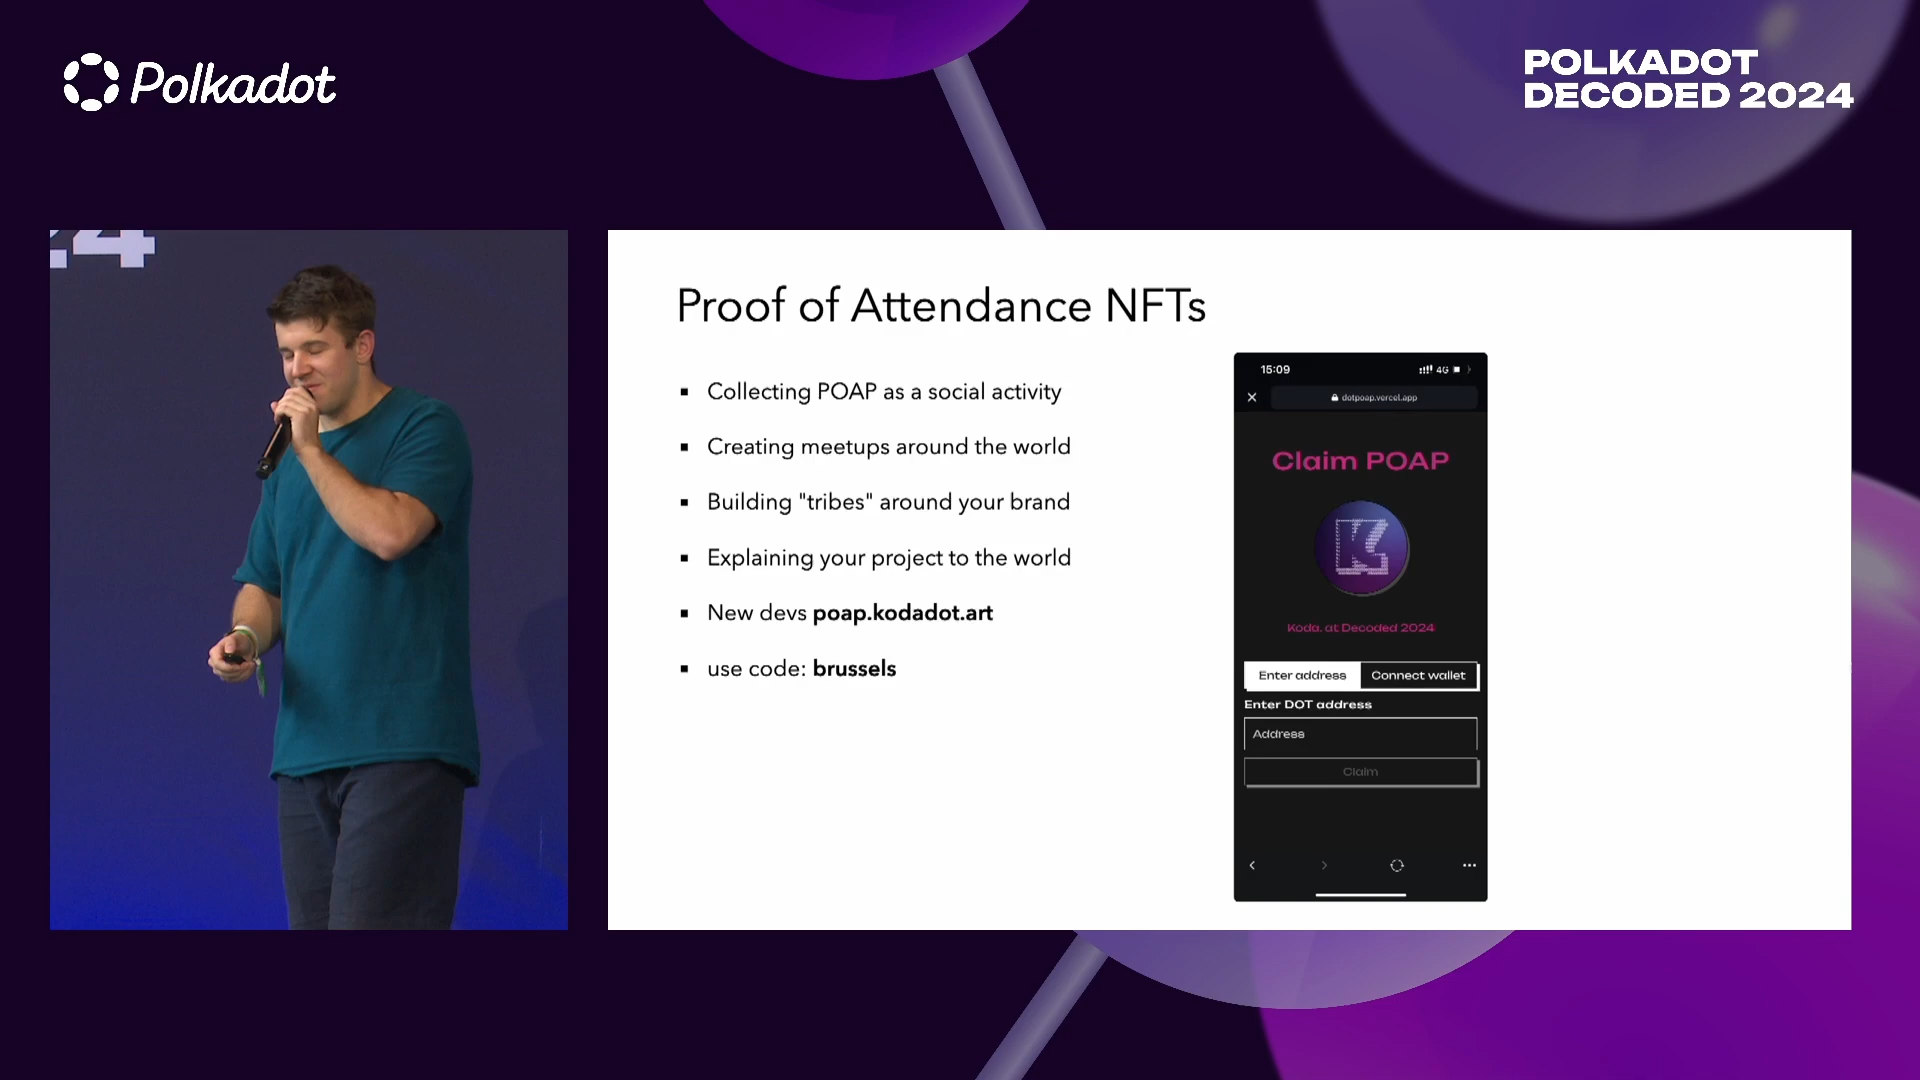 Polkadot
POLKADOT
DECODED 2024
24
Proof of Attendance NFTs
▪ Collecting POAP as a social activity
▪ Creating meetups around the world
▪ Building "tribes" around your brand
▪ Explaining your project to the world
▪ New devs poap.kodadot.art
▪ use code: brussels
15:09
4G
dotpoap.vercel.app
Claim POAP
K
Koda. at Decoded 2024
Enter address
Connect wallet
Enter DOT address
Address
Claim